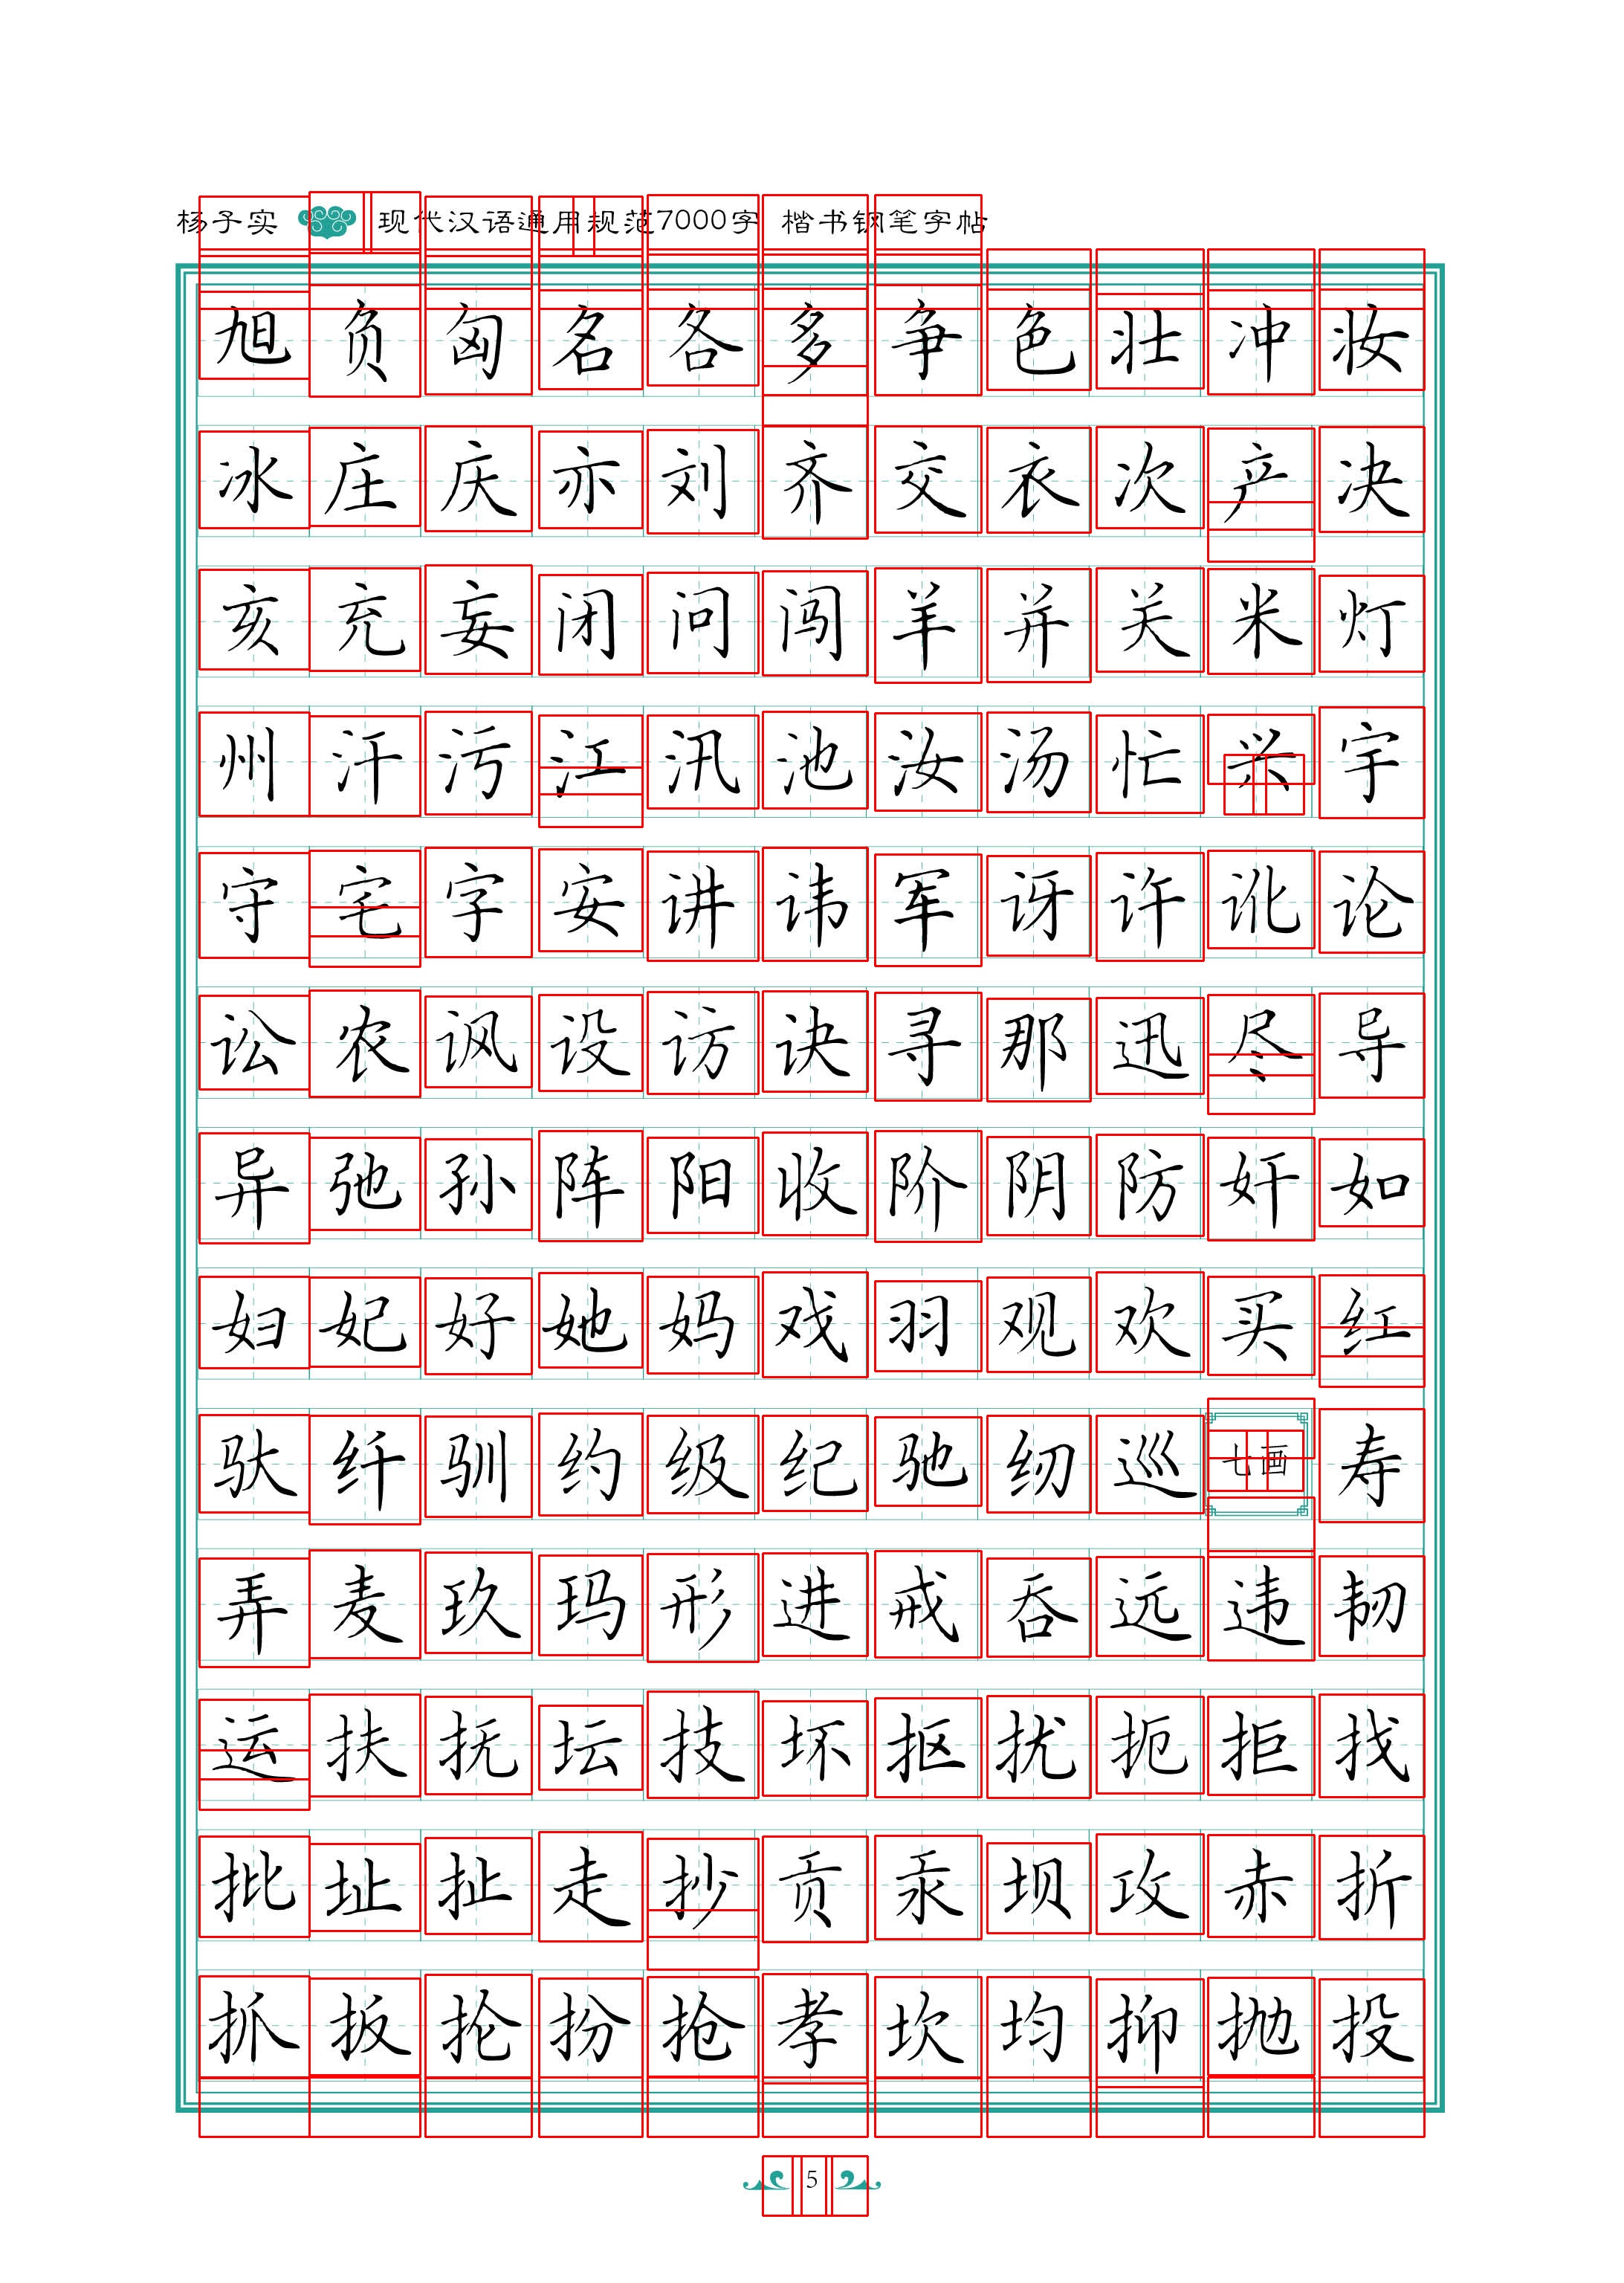 杨子实 现代汉语通用规范7000字 楷书钢笔字帖
旭负匈名各多争色壮冲妆
冰庄庆亦刘齐交衣次产决
亥充妄闭问闯羊并关米灯
州汗污江汛池汝汤忙兴宇
守宅字安讲讳军讶许讹论
讼农讽设访诀寻那迅尽导
异弛孙阵阳收阶阴防奸如
妇妃好她妈戏羽观欢买红
驮纤驯约级纪驰纫巡七画寿
弄麦玖玛形进戒吞远违韧
运扶抚坛技坏抠扰扼拒找
批址扯走抄贡汞坝攻赤折
抓扳抡扮抢孝坎均抑抛投
5